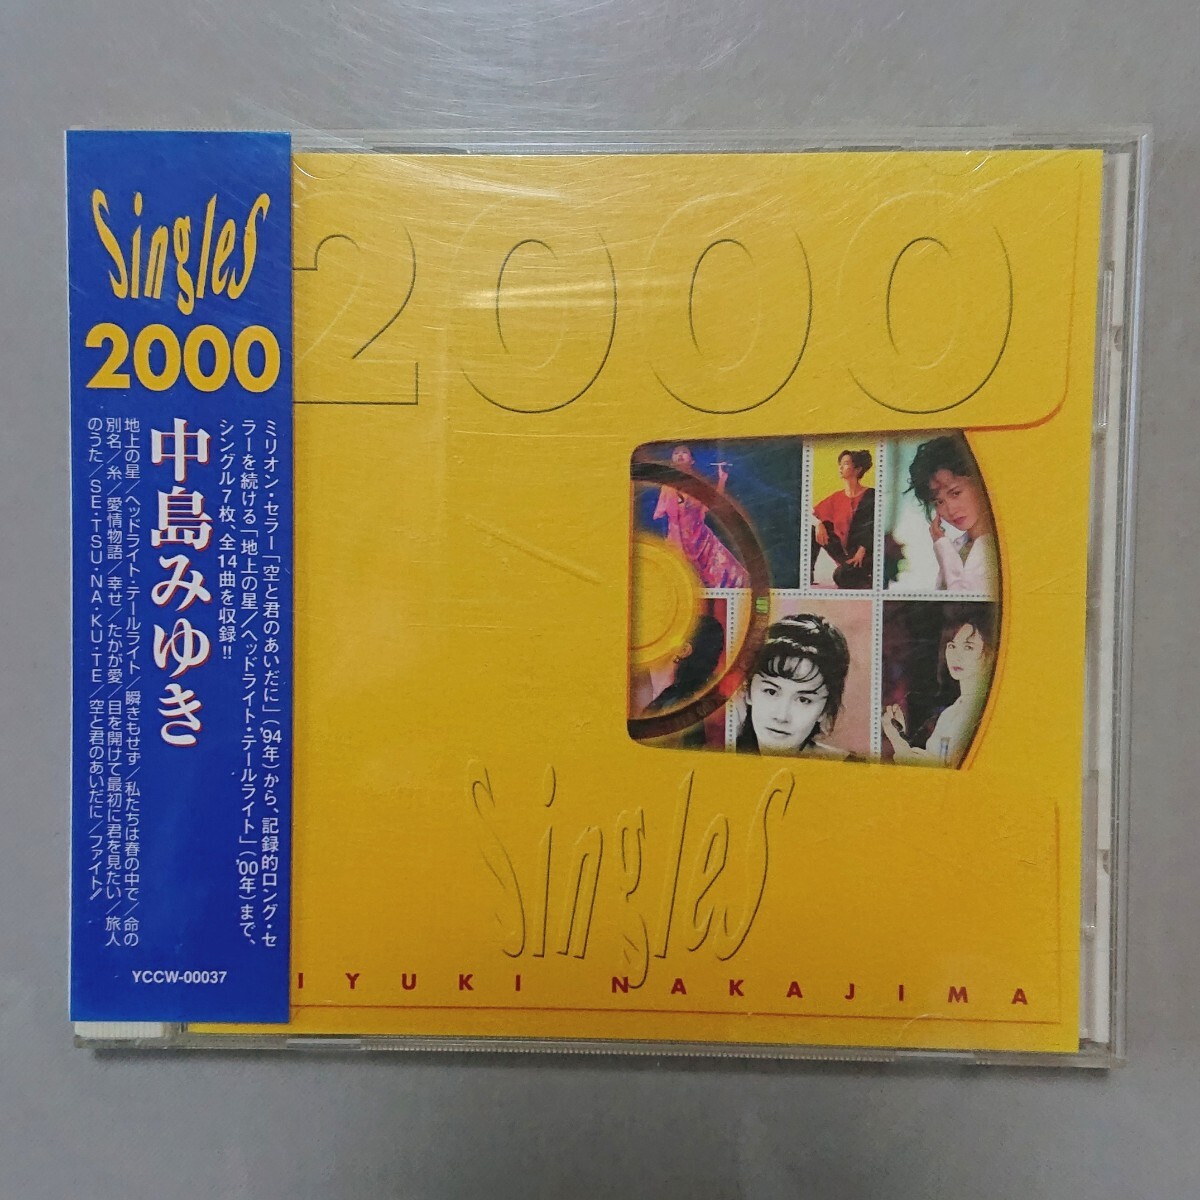 Singles
2000
中島みゆき
ミリオン・セラー「空と君のあいだに」('94年)から、記録的ロング・セ
ラーを続ける「地上の星/ヘッドライト・テールライト」('00年)まで、
シングル7枚、全14曲を収録!!
地上の星/ヘッドライト・テールライト/瞬きもせず/私たちは春の中で/命の
別名/糸/愛情物語/幸せ/たかが愛/目を開けて最初に君を見たい/旅人
のうた/SE・TSU・NA・KU・TE/空と君のあいだに/ファイト!
YCCW-00037
2000
Singles
IYUKI NAKAJIMA